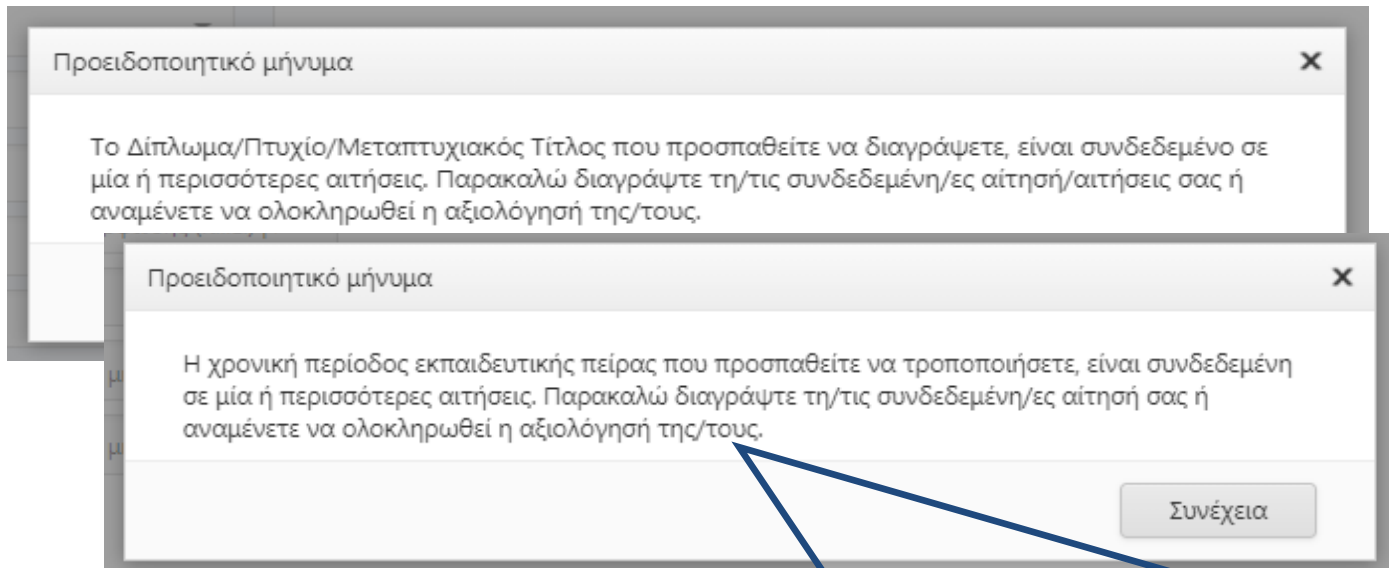 Προειδοποιητικό μήνυμα
Το Δίπλωμα/Πτυχίο/Μεταπτυχιακός Τίτλος που προσπαθείτε να διαγράψετε, είναι συνδεδεμένο σε
μία ή περισσότερες αιτήσεις. Παρακαλώ διαγράψτε τη/τις συνδεδεμένη/ες αίτησή/αιτήσεις σας ή
αναμένετε να ολοκληρωθεί η αξιολόγησή της/τους.
Προειδοποιητικό μήνυμα
Η χρονική περίοδος εκπαιδευτικής πείρας που προσπαθείτε να τροποποιήσετε, είναι συνδεδεμένη
σε μία ή περισσότερες αιτήσεις. Παρακαλώ διαγράψτε τη/τις συνδεδεμένη/ες αίτησή σας ή
αναμένετε να ολοκληρωθεί η αξιολόγησή της/τους.
Συνέχεια